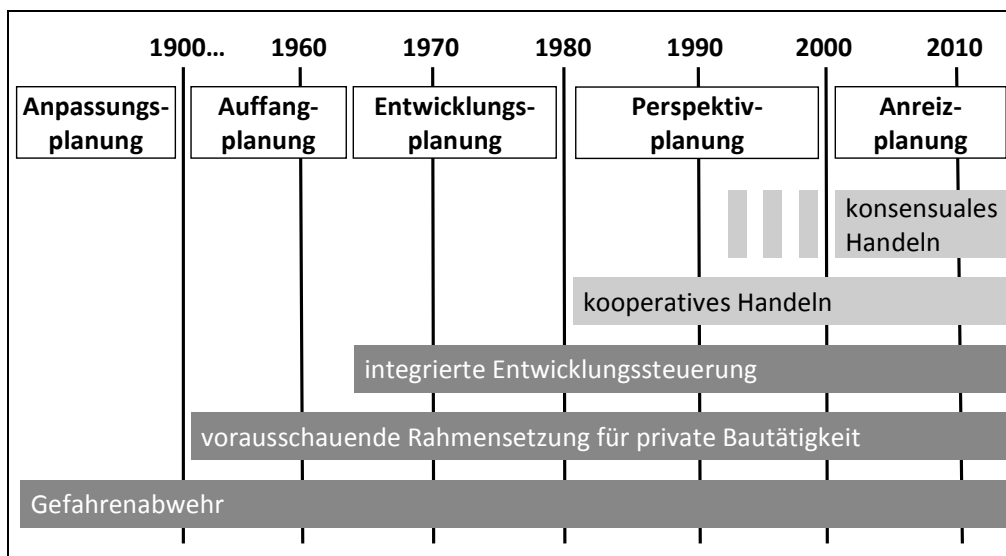 1900... 1960 1970 1980 1990 2000 2010
Anpassungs-
planung
Auffang-
planung
Entwicklungs-
planung
Perspektiv-
planung
Anreiz-
planung
konsensuales
Handeln
kooperatives Handeln
integrierte Entwicklungssteuerung
vorausschauende Rahmensetzung für private Bautätigkeit
Gefahrenabwehr